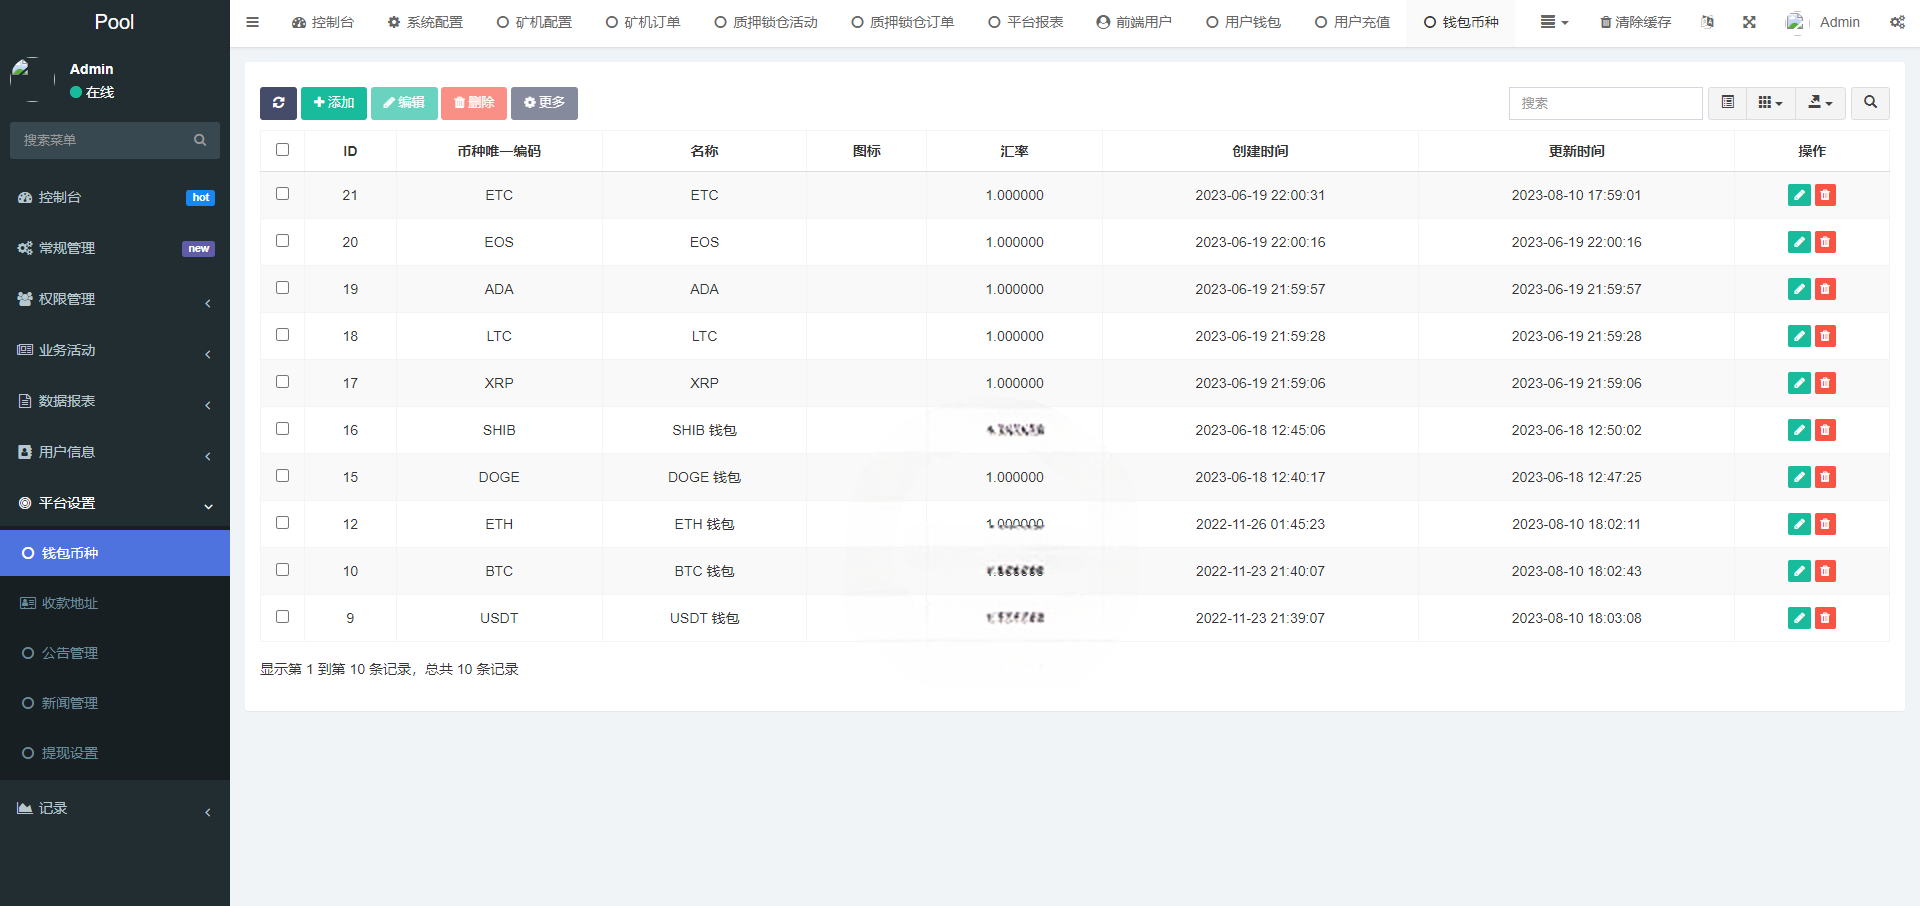 Pool
控制台 系统配置 矿机配置 矿机订单 质押锁仓活动 质押锁仓订单 平台报表 前端用户 用户钱包 用户充值 钱包币种 清除缓存 Admin
Admin
在线
搜索菜单
控制台 hot
常规管理 new
权限管理
业务活动
数据报表
用户信息
平台设置
钱包币种
收款地址
公告管理
新闻管理
提现设置
记录
添加 编辑 删除 更多 搜索
ID 币种唯一编码 名称 图标 汇率 创建时间 更新时间 操作
21 ETC ETC 1.000000 2023-06-19 22:00:31 2023-08-10 17:59:01
20 EOS EOS 1.000000 2023-06-19 22:00:16 2023-06-19 22:00:16
19 ADA ADA 1.000000 2023-06-19 21:59:57 2023-06-19 21:59:57
18 LTC LTC 1.000000 2023-06-19 21:59:28 2023-06-19 21:59:28
17 XRP XRP 1.000000 2023-06-19 21:59:06 2023-06-19 21:59:06
16 SHIB SHIB 钱包 2023-06-18 12:45:06 2023-06-18 12:50:02
15 DOGE DOGE 钱包 1.000000 2023-06-18 12:40:17 2023-06-18 12:47:25
12 ETH ETH 钱包 1.000000 2022-11-26 01:45:23 2023-08-10 18:02:11
10 BTC BTC 钱包 2022-11-23 21:40:07 2023-08-10 18:02:43
9 USDT USDT 钱包 2022-11-23 21:39:07 2023-08-10 18:03:08
显示第 1 到第 10 条记录，总共 10 条记录